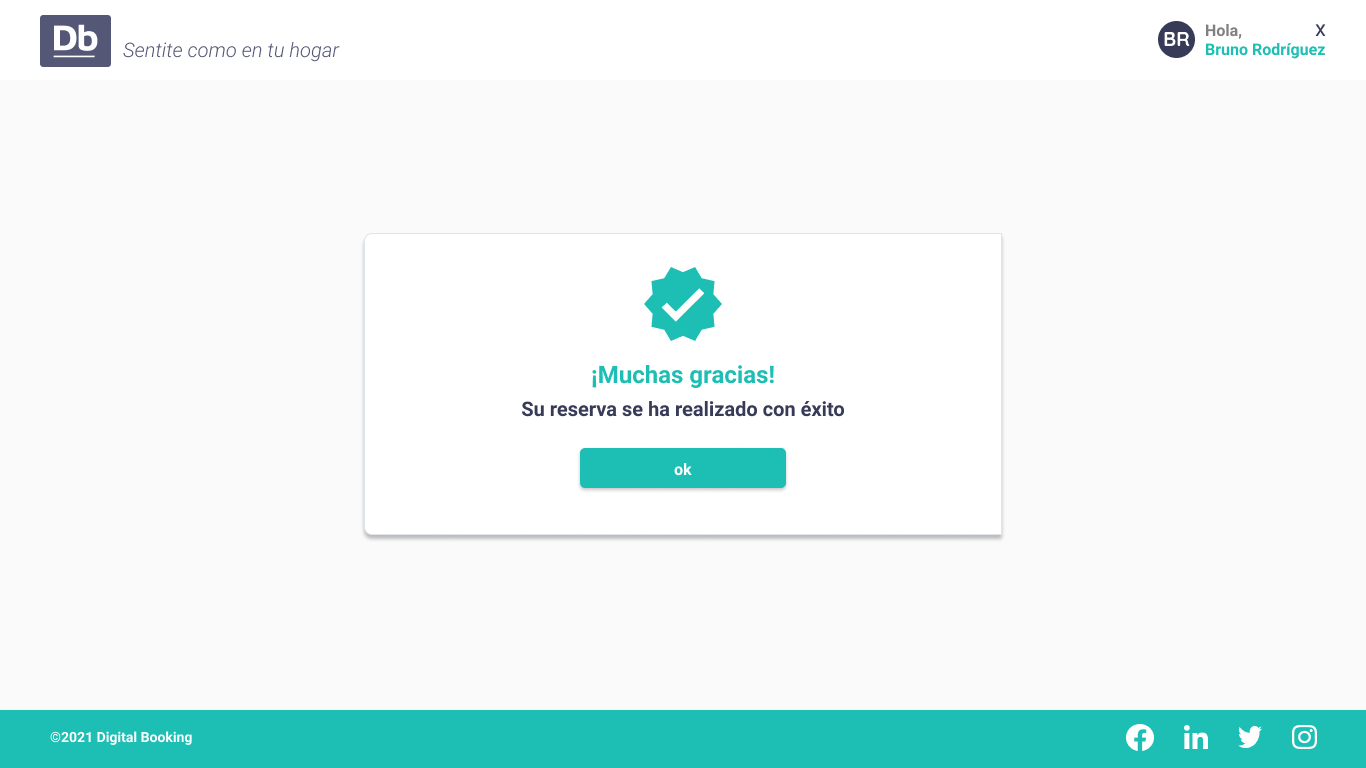 Db
Sentite como en tu hogar
BR
Hola,
X
Bruno Rodríguez
¡Muchas gracias!
Su reserva se ha realizado con éxito
ok
©2021 Digital Booking